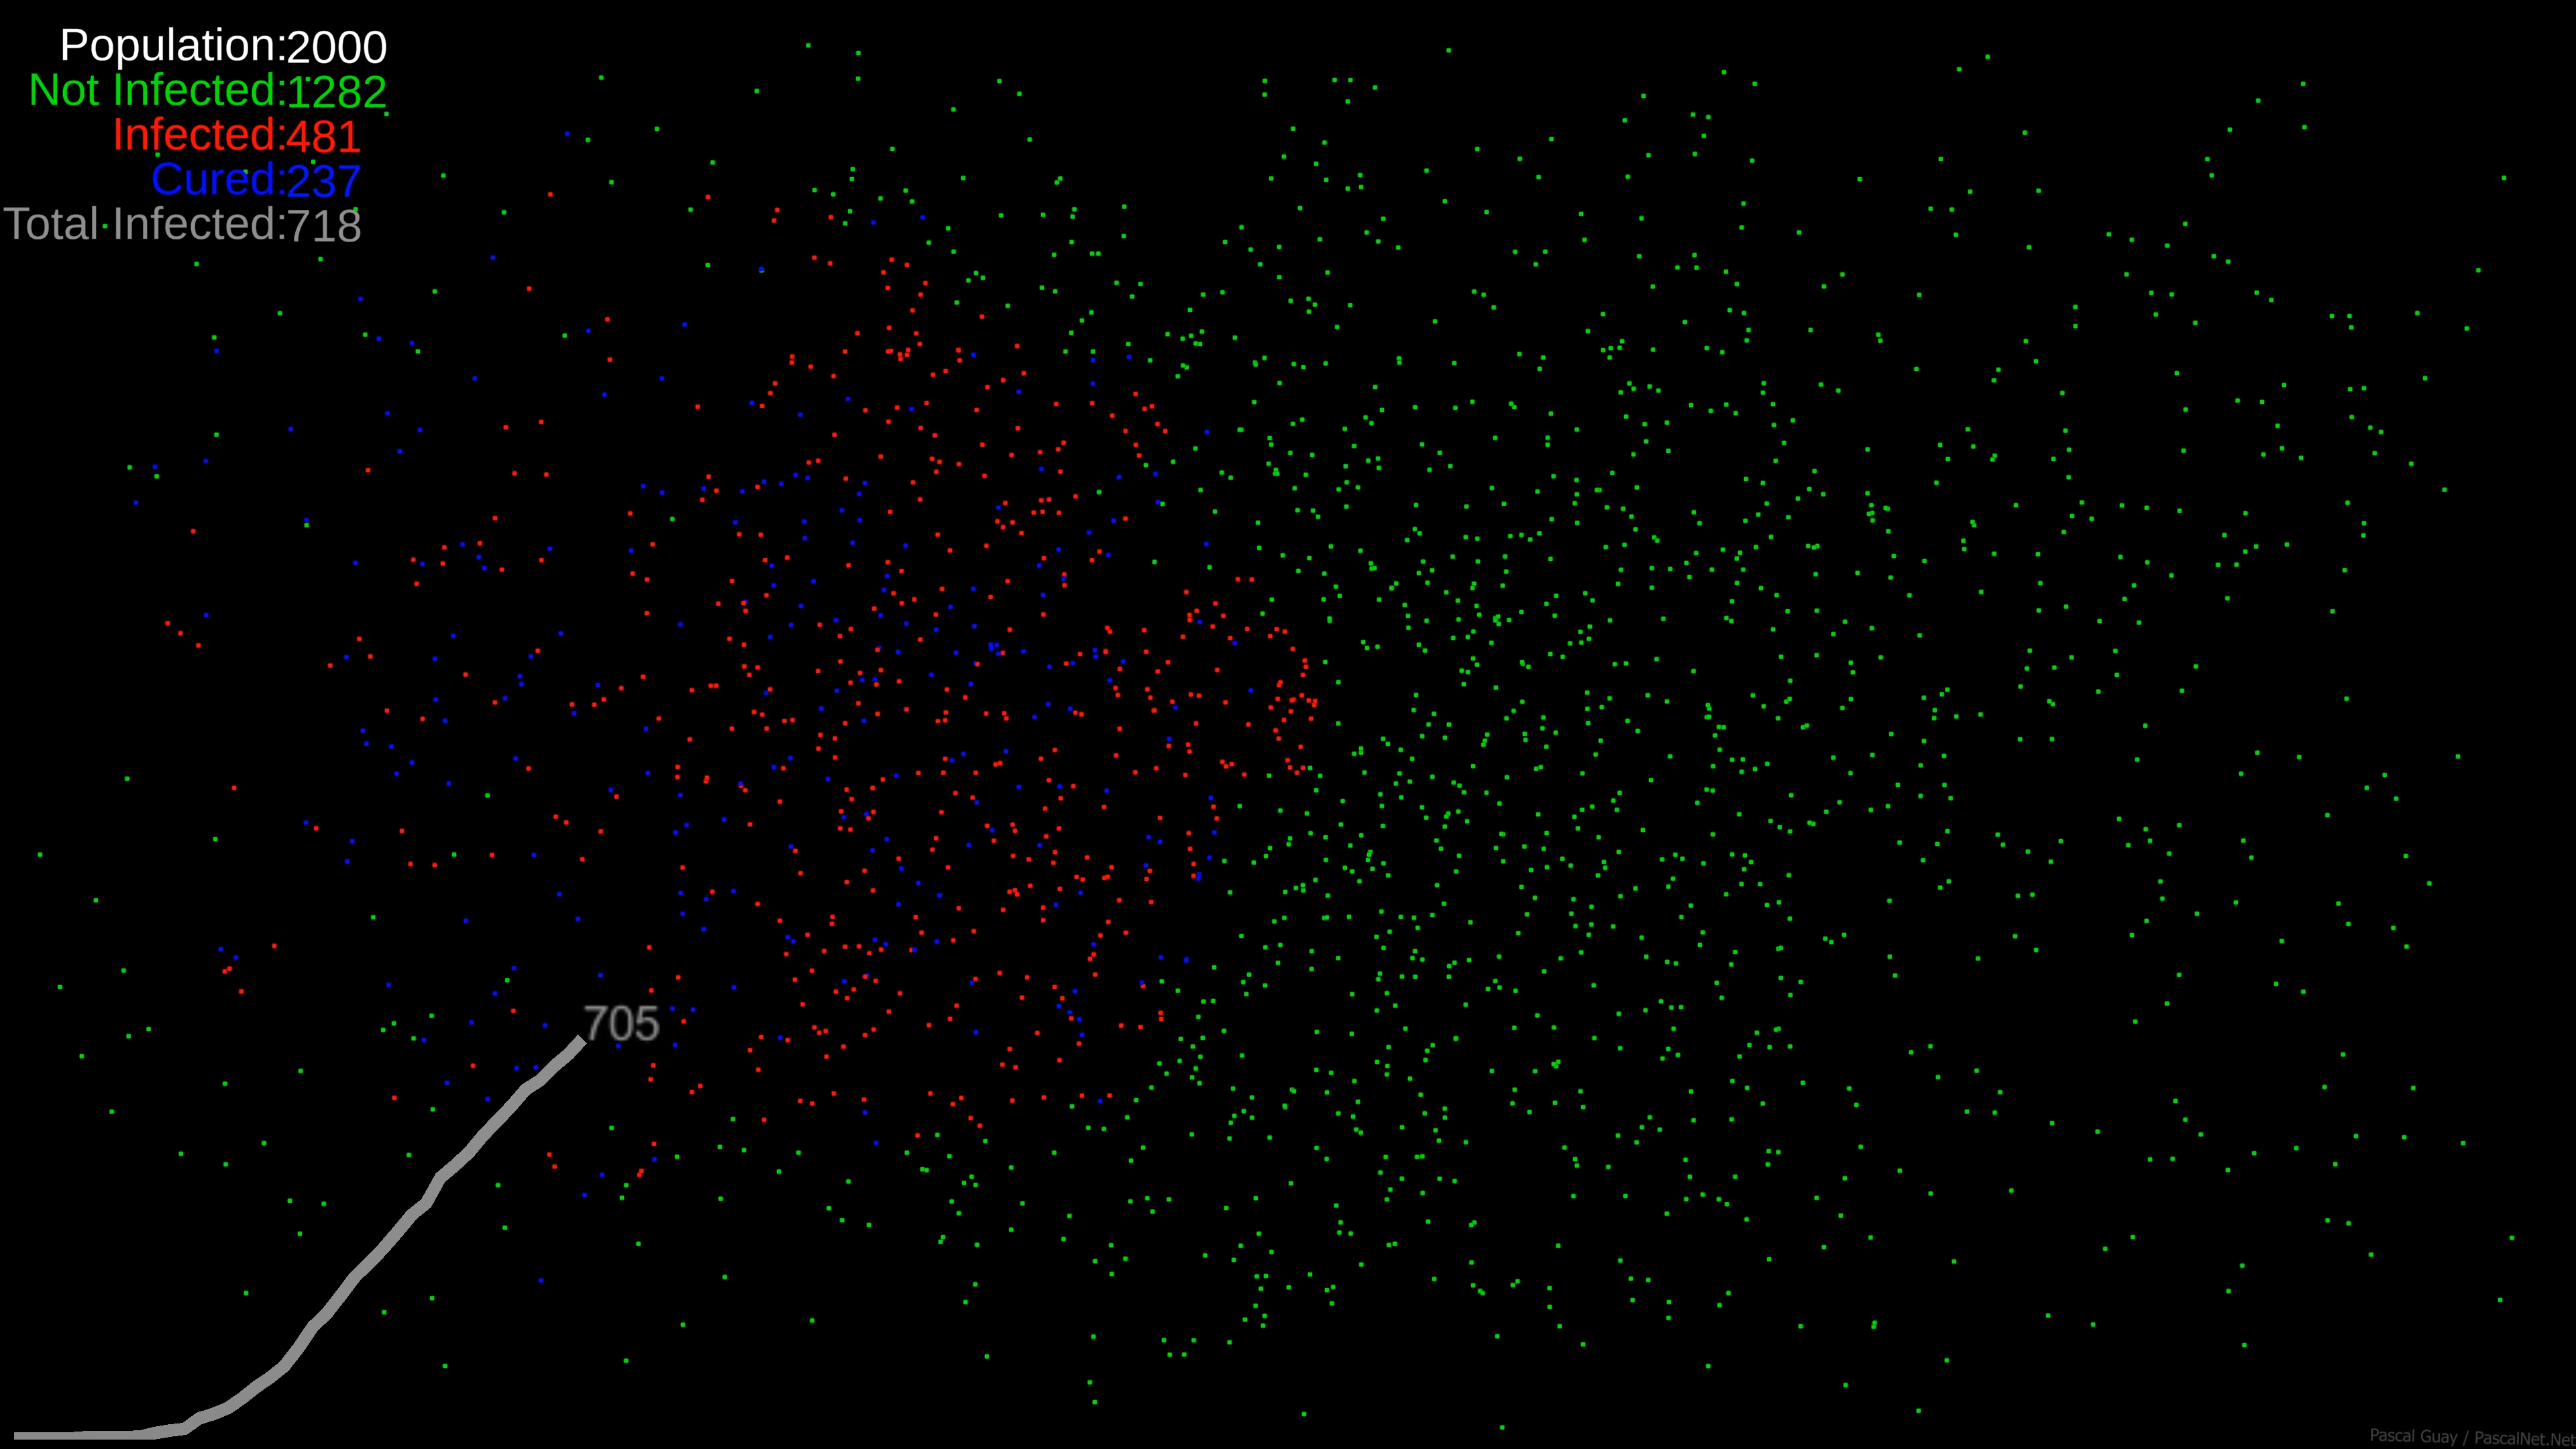 Population:2000
Not Infected:1282
Infected:481
Cured:237
Total Infected:718
705
Pascal Guay / PascalNet.Net